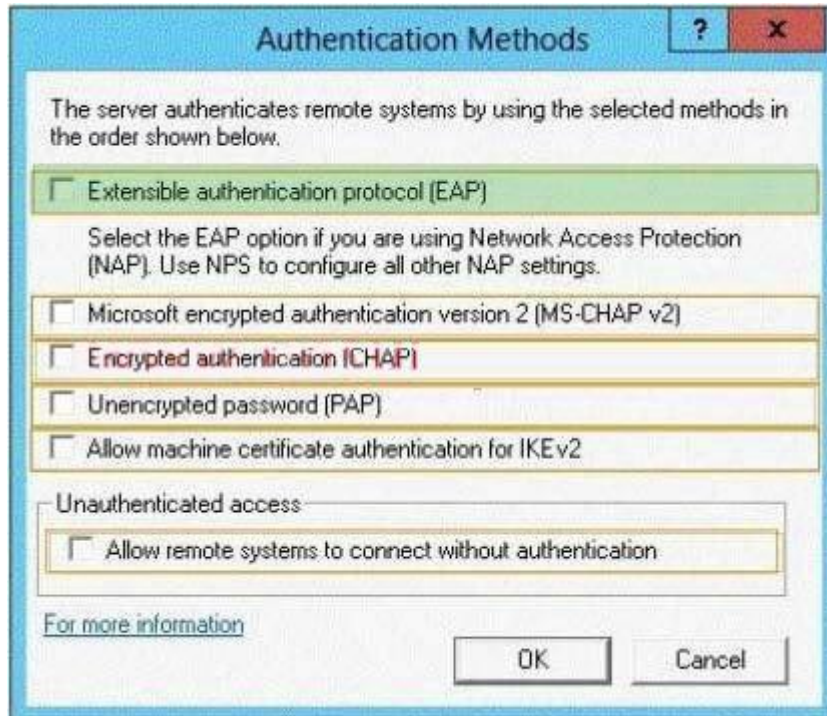 Authentication Methods
?
x
The server authenticates remote systems by using the selected methods in
the order shown below.
Extensible authentication protocol (EAP)
Select the EAP option if you are using Network Access Protection
(NAP). Use NPS to configure all other NAP settings.
Microsoft encrypted authentication version 2 (MS-CHAP v2)
Encrypted authentication (CHAP)
Unencrypted password (PAP)
Allow machine certificate authentication for IKEv2
Unauthenticated access
Allow remote systems to connect without authentication
For more information
OK
Cancel